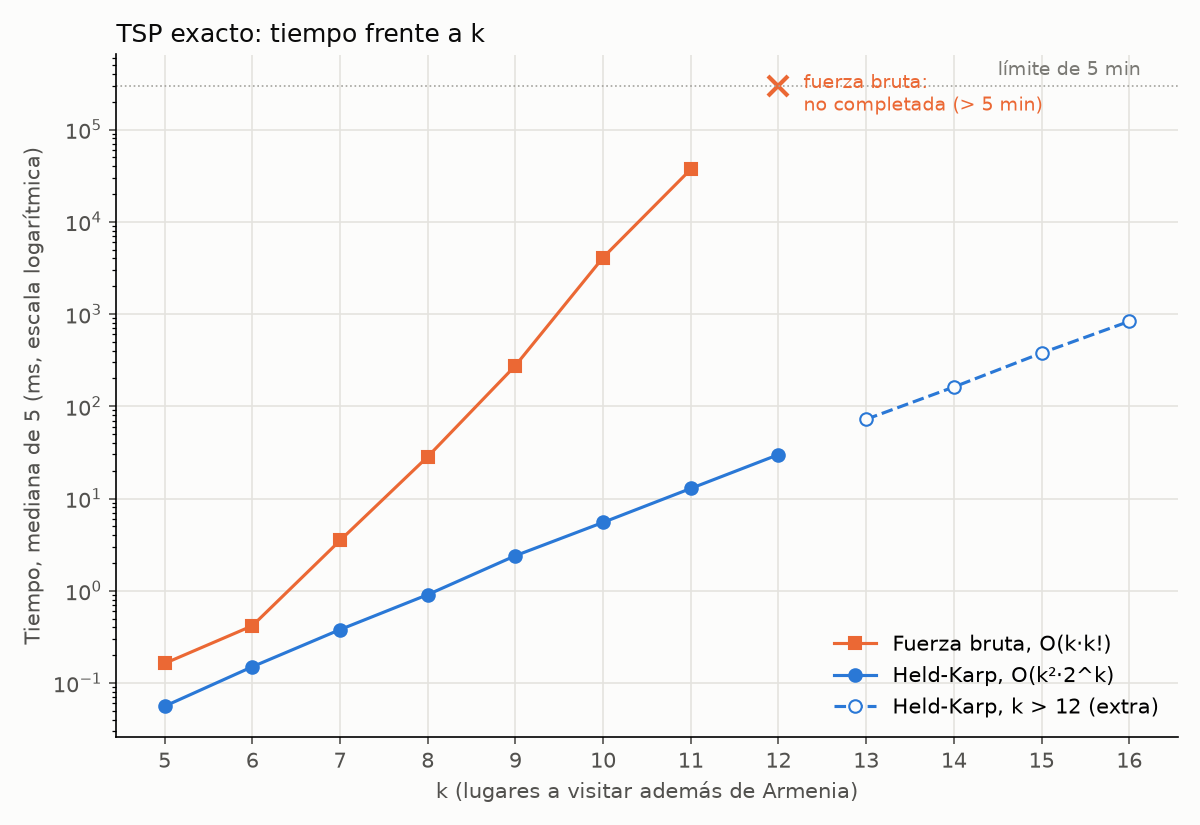 TSP exacto: tiempo frente a k
límite de 5 min
fuerza bruta:
no completada (> 5 min)
Tiempo, mediana de 5 (ms, escala logarítmica)
10⁵
10⁴
10³
10²
10¹
10⁰
10⁻¹
Fuerza bruta, O(k·k!)
Held-Karp, O(k²·2^k)
Held-Karp, k > 12 (extra)
5 6 7 8 9 10 11 12 13 14 15 16
k (lugares a visitar además de Armenia)